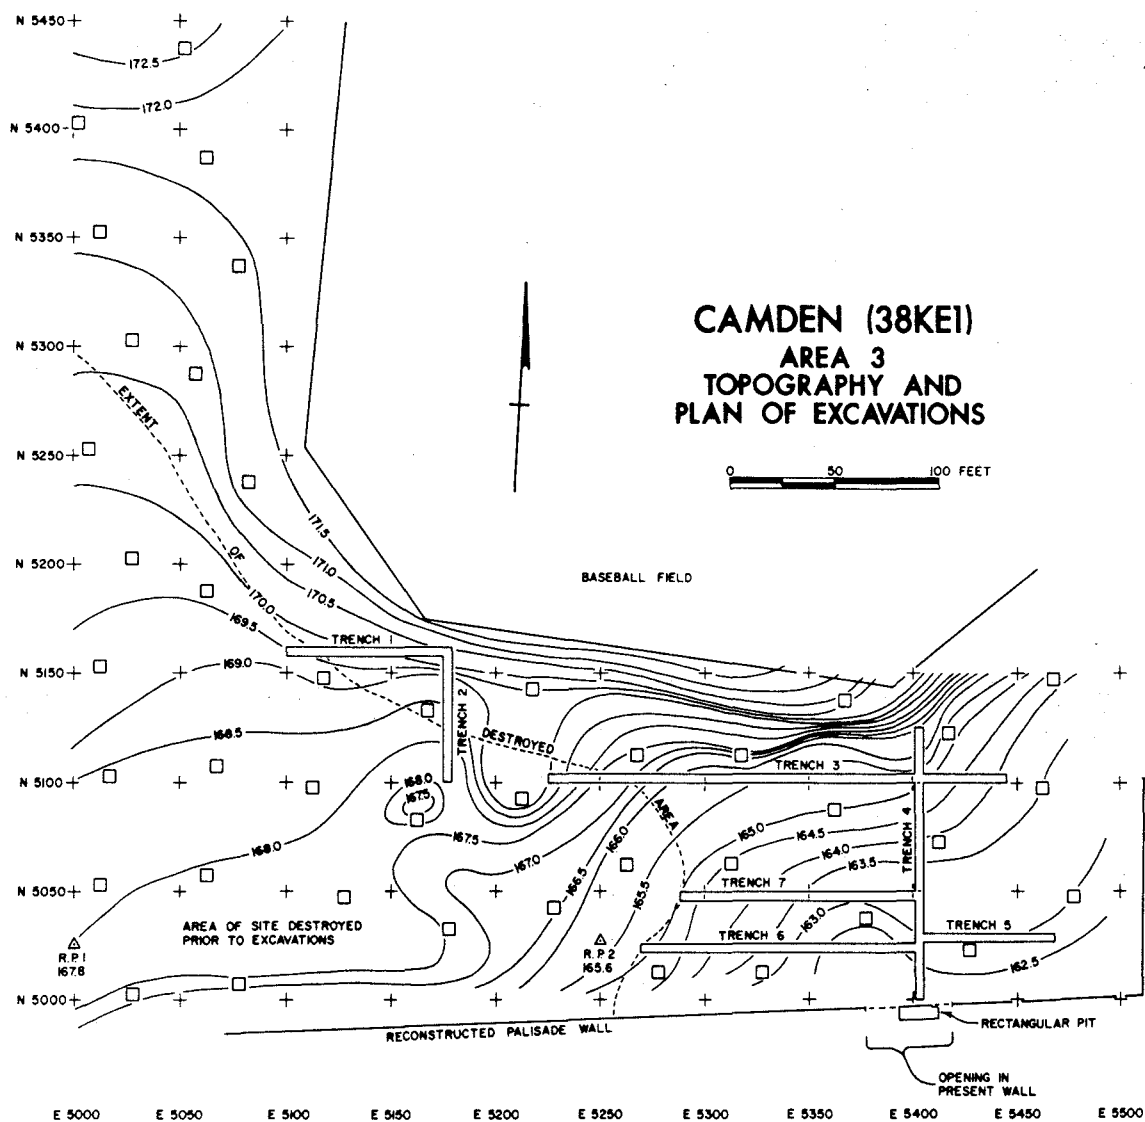 N 5450
172.5
172.0
N 5400
N 5350
N 5300
CAMDEN (38KE1)
AREA 3
TOPOGRAPHY AND
PLAN OF EXCAVATIONS
EXTENT
OF
DESTROYED
AREA
N 5250
0 50 100 FEET
171.5
171.0
170.5
170.0
169.5
N 5200
BASEBALL FIELD
TRENCH 1
169.0
N 5150
TRENCH 2
168.5
TRENCH 3
N 5100
168.0
167.5
TRENCH 4
167.5
167.0
166.5
166.0
165.5
165.0
164.5
164.0
163.5
168.0
N 5050
TRENCH 7
163.0
AREA OF SITE DESTROYED
PRIOR TO EXCAVATIONS
TRENCH 6
TRENCH 5
R.P.1
167.8
R.P.2
165.6
162.5
N 5000
RECONSTRUCTED PALISADE WALL
RECTANGULAR PIT
OPENING IN
PRESENT WALL
E 5000 E 5050 E 5100 E 5150 E 5200 E 5250 E 5300 E 5350 E 5400 E 5450 E 5500